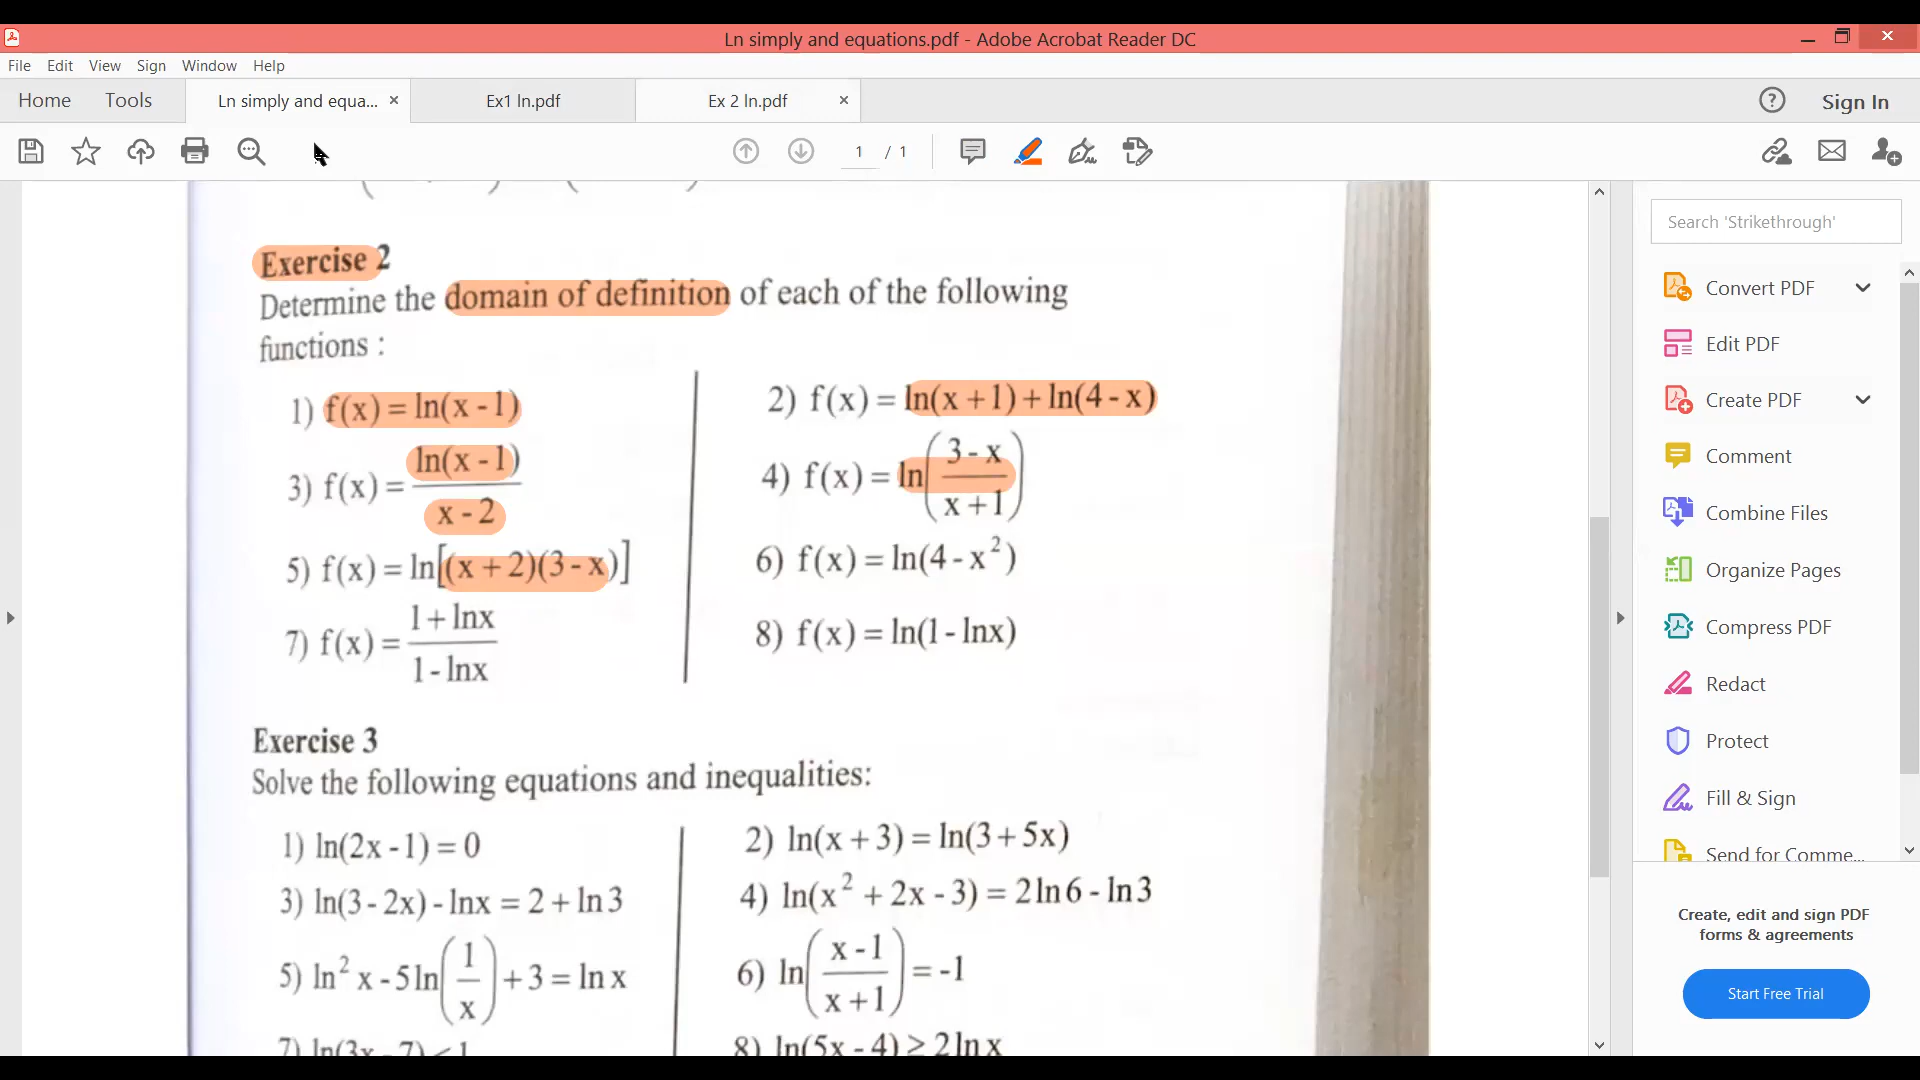 Ln simply and equations.pdf - Adobe Acrobat Reader DC
File Edit View Sign Window Help
Home Tools Ln simply and equa... × Ex1 ln.pdf Ex 2 ln.pdf × Sign In
1 / 1
Exercise 2
Determine the domain of definition of each of the following
functions :
1) f(x) = ln(x - 1)
2) f(x) = ln(x + 1) + ln(4 - x)
3) f(x) = ln(x - 1) / x - 2
4) f(x) = ln(3 - x / x + 1)
5) f(x) = ln[(x + 2)(3 - x)]
6) f(x) = ln(4 - x²)
7) f(x) = 1 + lnx / 1 - lnx
8) f(x) = ln(1 - lnx)
Exercise 3
Solve the following equations and inequalities:
1) ln(2x - 1) = 0
2) ln(x + 3) = ln(3 + 5x)
3) ln(3 - 2x) - lnx = 2 + ln3
4) ln(x² + 2x - 3) = 2ln6 - ln3
5) ln² x - 5ln(1 / x) + 3 = ln x
6) ln(x - 1 / x + 1) = -1
8) ln(5x - 4) ≥ 2ln x
Search 'Strikethrough'
Convert PDF
Edit PDF
Create PDF
Comment
Combine Files
Organize Pages
Compress PDF
Redact
Protect
Fill & Sign
Send for Comme...
Create, edit and sign PDF
forms & agreements
Start Free Trial